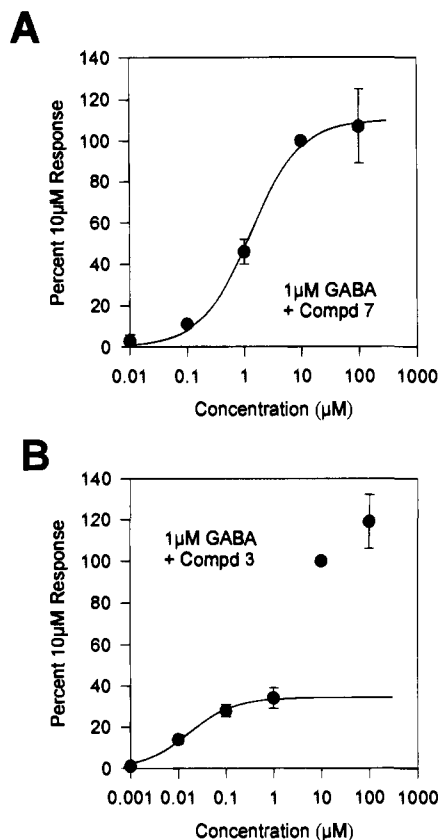 A
140
120
100
80
60
40
20
0
Percent 10µM Response
1µM GABA
+ Compd 7
0.01 0.1 1 10 100 1000
Concentration (µM)
B
140
120
100
80
60
40
20
0
Percent 10µM Response
1µM GABA
+ Compd 3
0.001 0.01 0.1 1 10 100 1000
Concentration (µM)